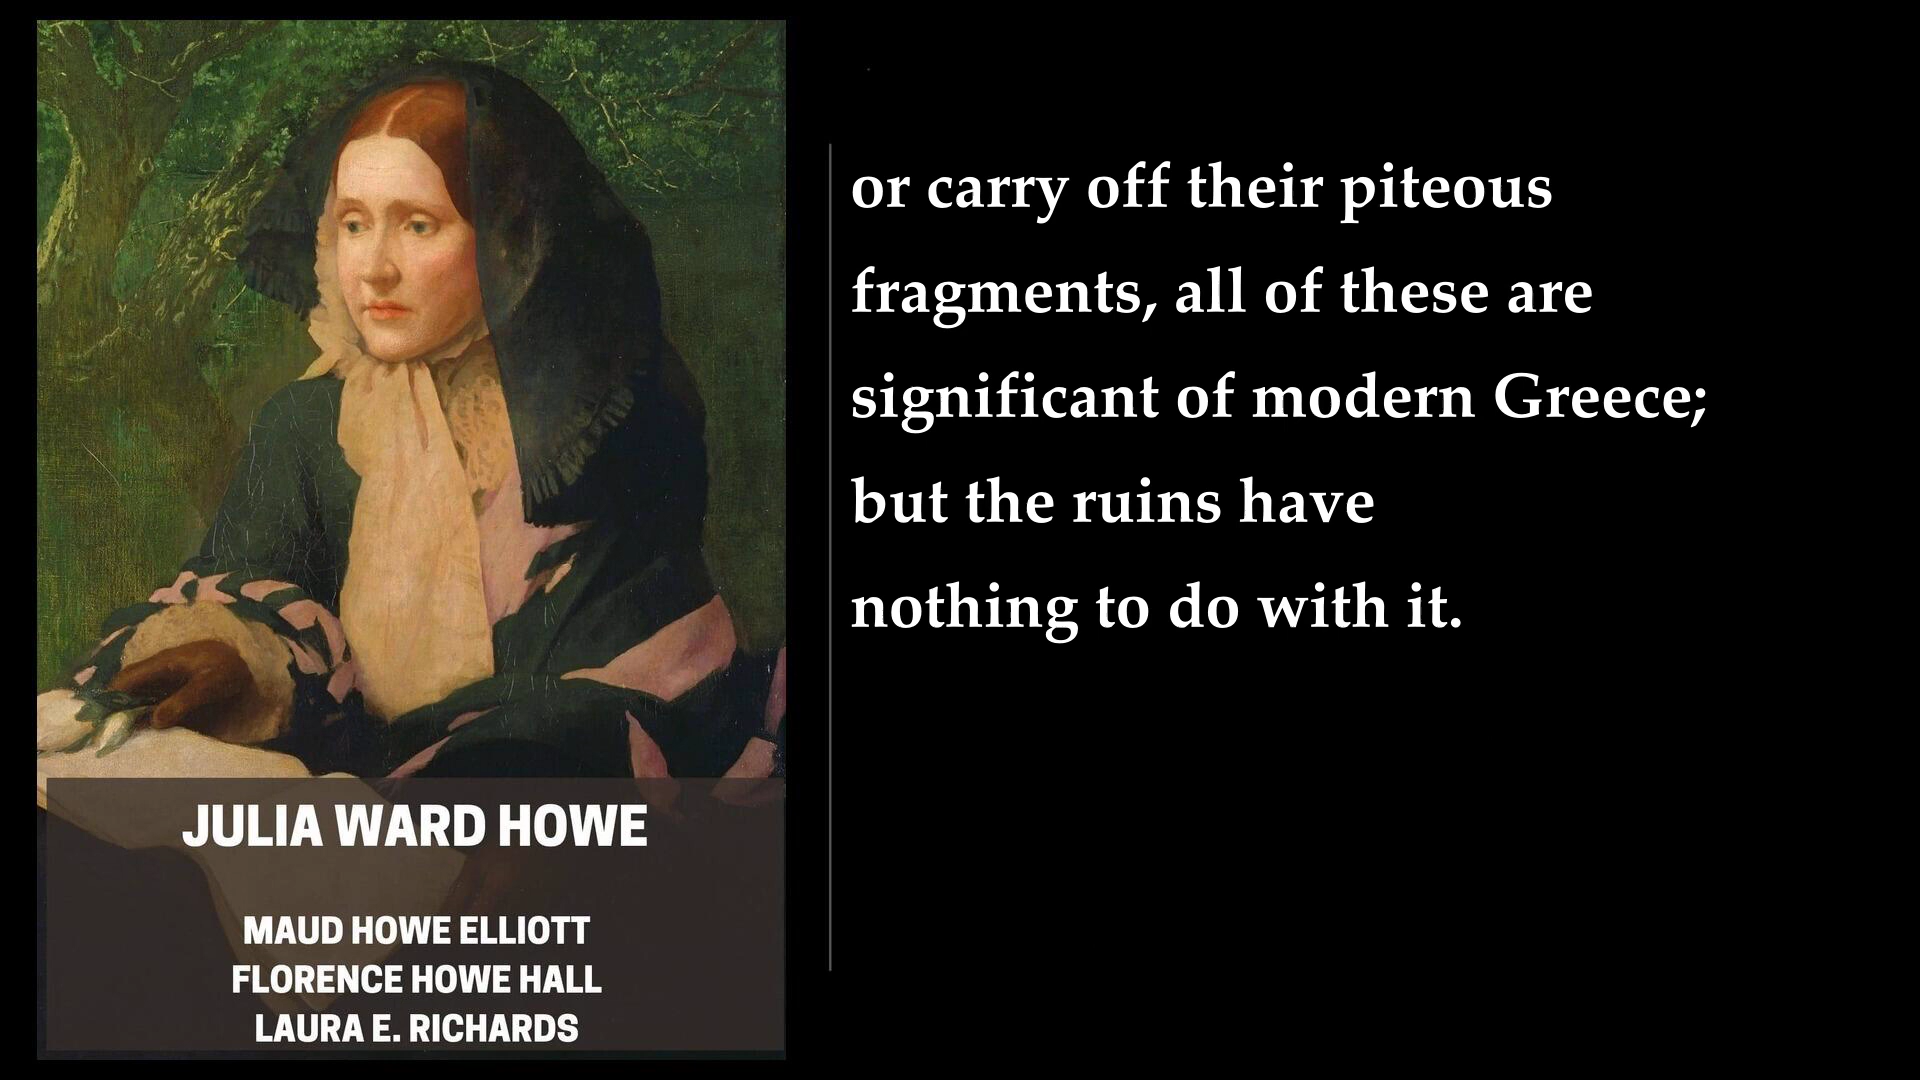 or carry off their piteous
fragments, all of these are
significant of modern Greece;
but the ruins have
nothing to do with it.
JULIA WARD HOWE
MAUD HOWE ELLIOTT
FLORENCE HOWE HALL
LAURA E. RICHARDS